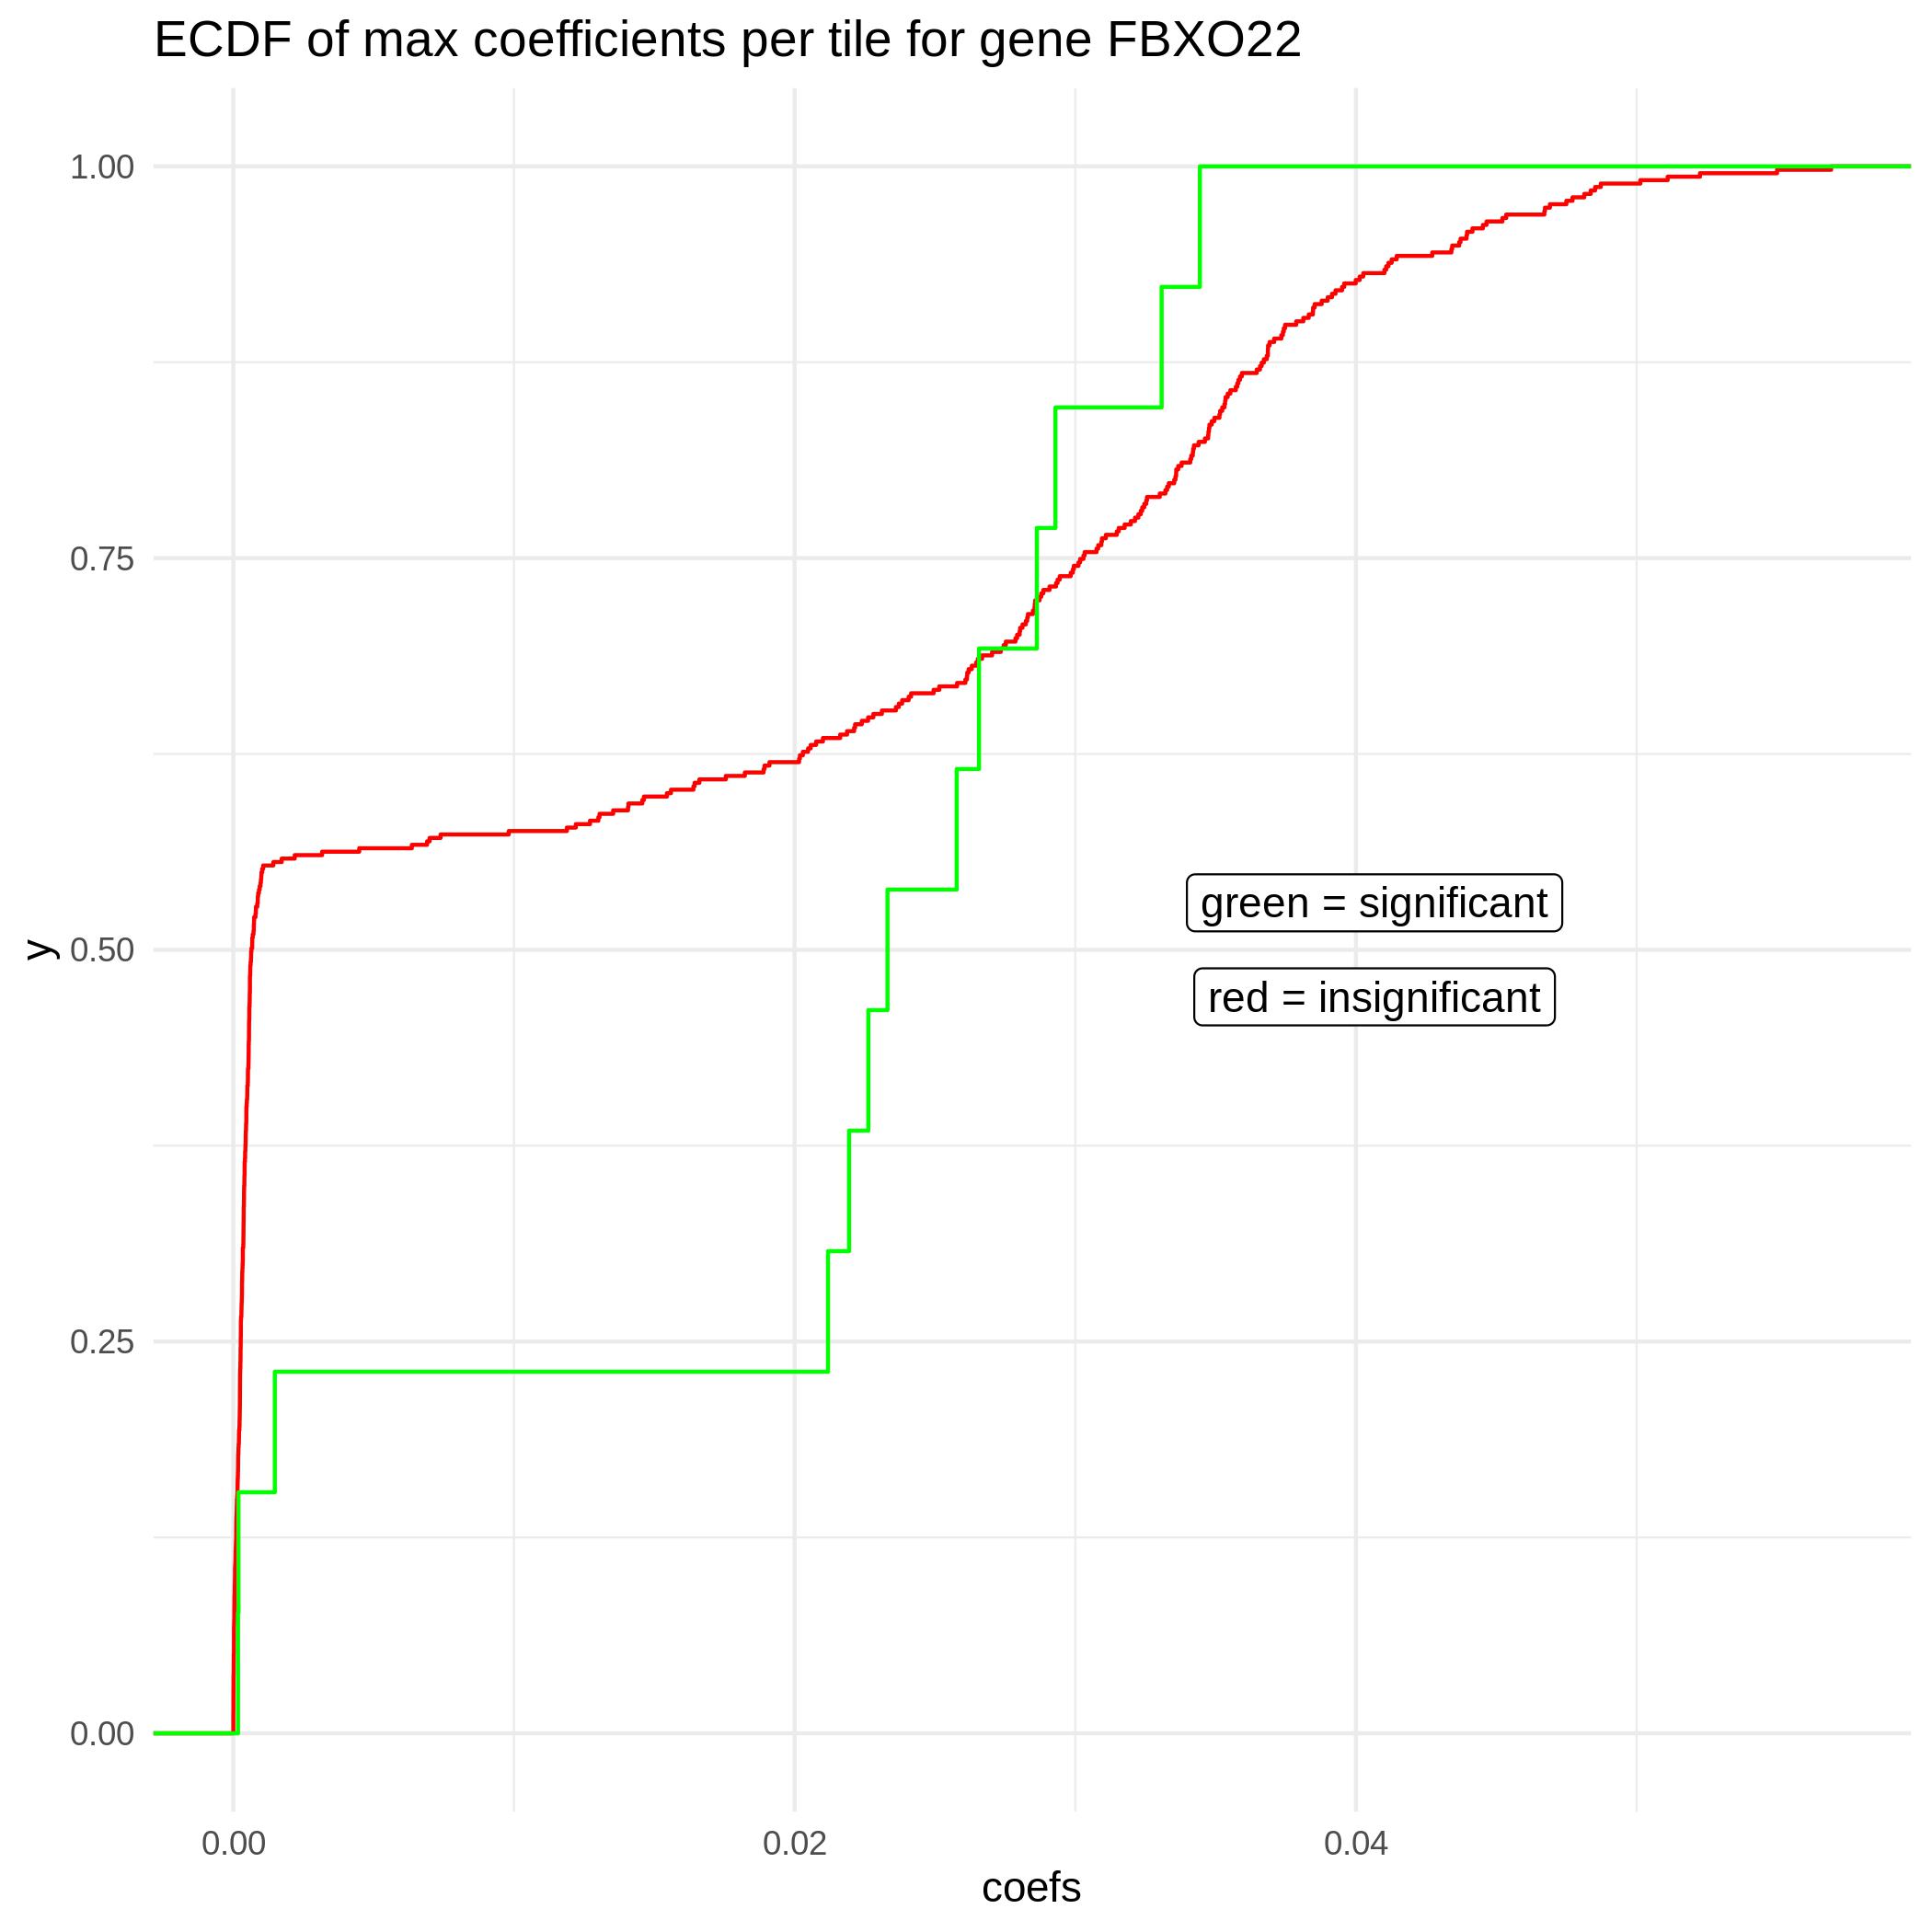 ECDF of max coefficients per tile for gene FBXO22
1.00
0.75
0.50
0.25
0.00
y
green = significant
red = insignificant
0.00 0.02 0.04
coefs